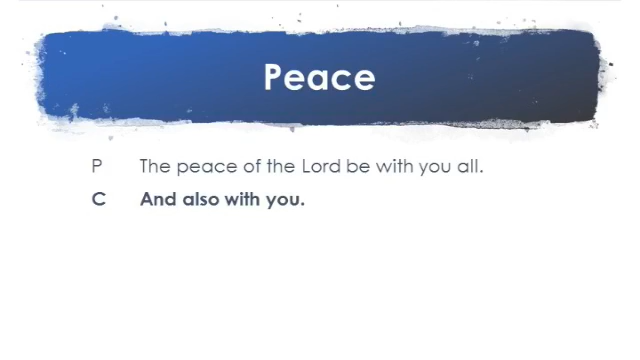 Peace
P The peace of the Lord be with you all.
C And also with you.